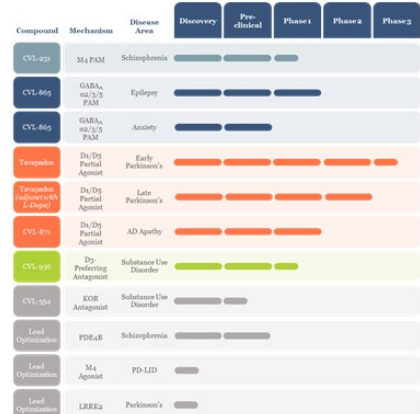 Compound Mechanism Disease Area Discovery Pre-clinical Phase 1 Phase 2 Phase 3
CVL-231 M4 PAM Schizophrenia
CVL-865 GABAA α2/3/5 PAM Epilepsy
CVL-865 GABAA α2/3/5 PAM Anxiety
Tavapadon D1/D5 Partial Agonist Early Parkinson's
Tavapadon (adjunct with L-Dopa) D1/D5 Partial Agonist Late Parkinson's
CVL-871 D1/D5 Partial Agonist AD Apathy
CVL-936 D3-Preferring Antagonist Substance Use Disorder
CVL-354 KOR Antagonist Substance Use Disorder
Lead Optimization PDE4B Schizophrenia
Lead Optimization M4 Agonist PD-LID
Lead Optimization LRRK2 Parkinson's